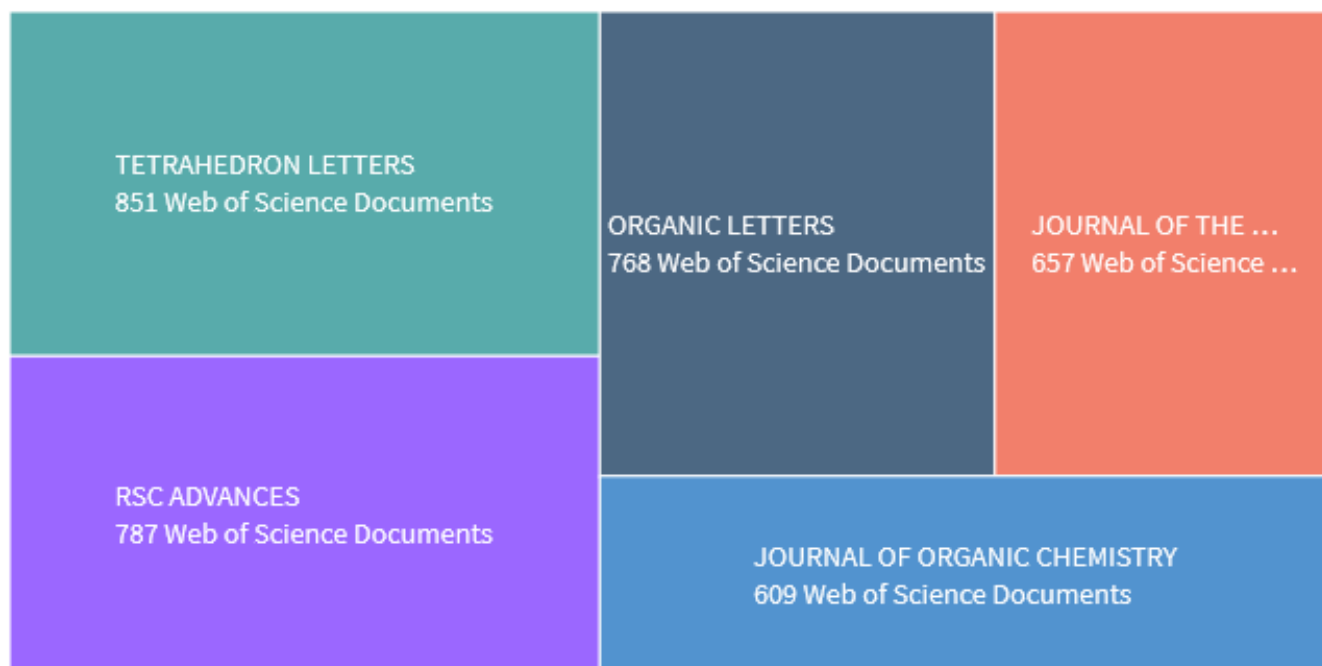 TETRAHEDRON LETTERS
851 Web of Science Documents
ORGANIC LETTERS
768 Web of Science Documents
JOURNAL OF THE ...
657 Web of Science ...
RSC ADVANCES
787 Web of Science Documents
JOURNAL OF ORGANIC CHEMISTRY
609 Web of Science Documents